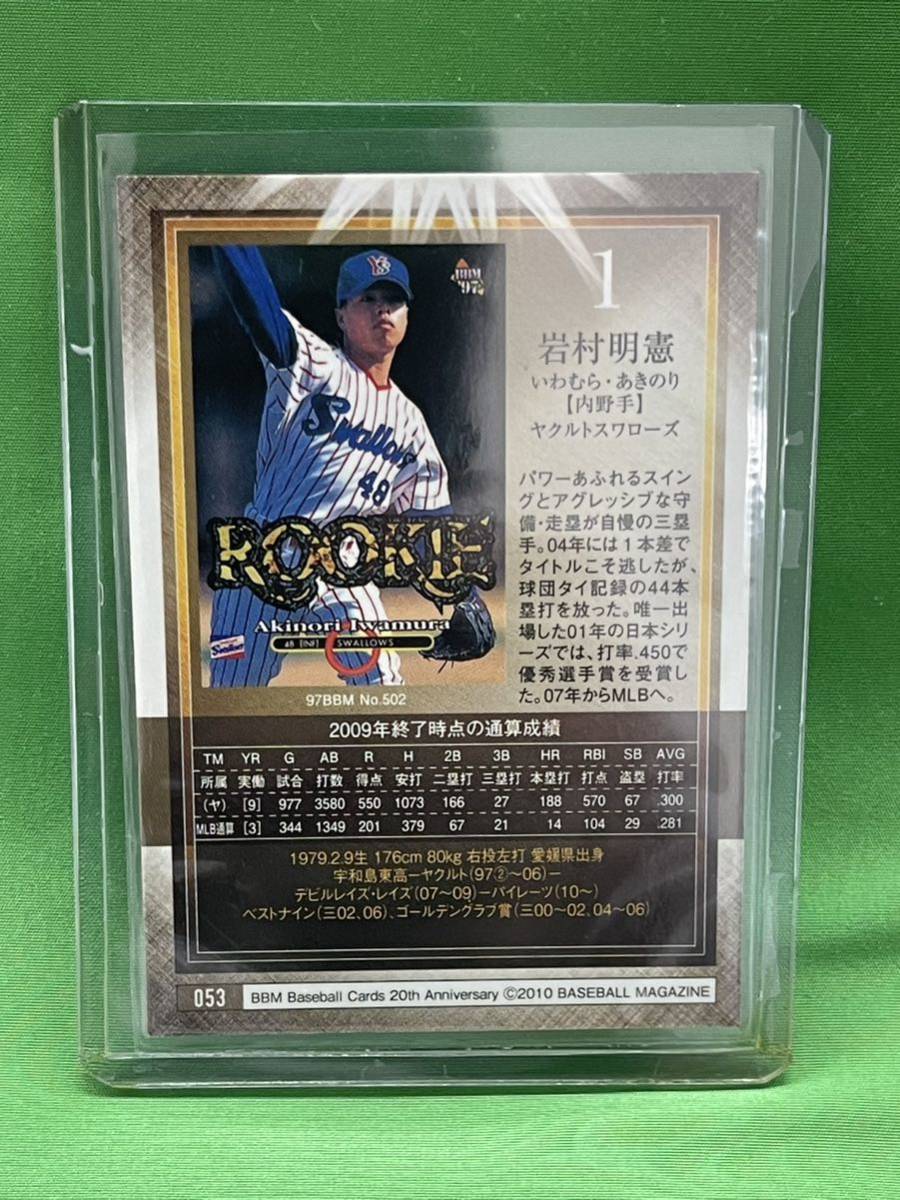 YS
BBM
'97
Swallows
48
ROOKIE
Akinori Iwamura
48 [INF] SWALLOWS
Swallows
97BBM No.502
1
岩村明憲
いわむら・あきのり
【内野手】
ヤクルトスワローズ
パワーあふれるスイン
グとアグレッシブな守
備・走塁が自慢の三塁
手。04年には1本差で
タイトルこそ逃したが、
球団タイ記録の44本
塁打を放った。唯一出
場した01年の日本シリ
ーズでは、打率.450で
優秀選手賞を受賞し
た。07年からMLBへ。
2009年終了時点の通算成績
TM YR G AB R H 2B 3B HR RBI SB AVG
所属 実働 試合 打数 得点 安打 二塁打 三塁打 本塁打 打点 盗塁 打率
(ヤ) [9] 977 3580 550 1073 166 27 188 570 67 .300
MLB通算 [3] 344 1349 201 379 67 21 14 104 29 .281
1979.2.9生 176cm 80kg 右投左打 愛媛県出身
宇和島東高ーヤクルト(97②～06)ー
デビルレイズ・レイズ(07～09)ーパイレーツ(10～)
ベストナイン(三02、06)、ゴールデングラブ賞(三00～02、04～06)
053 BBM Baseball Cards 20th Anniversary ©2010 BASEBALL MAGAZINE